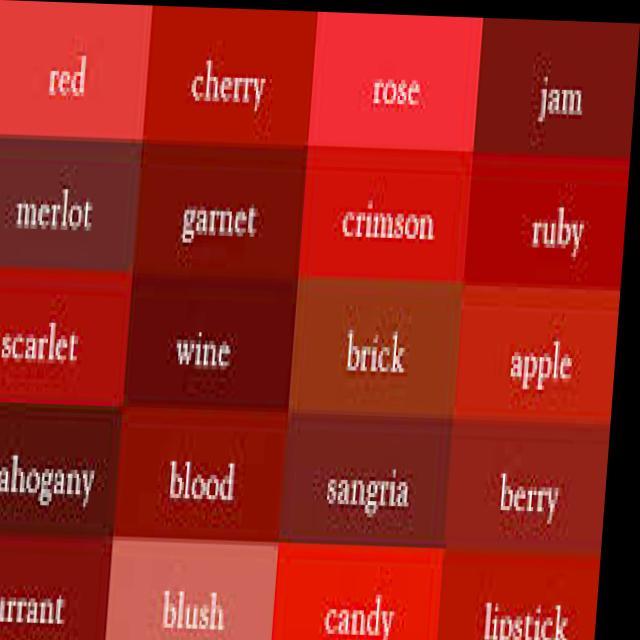 red cherry rose jam
merlot garnet crimson ruby
scarlet wine brick apple
ahogany blood sangria berry
urrant blush candy lipstick